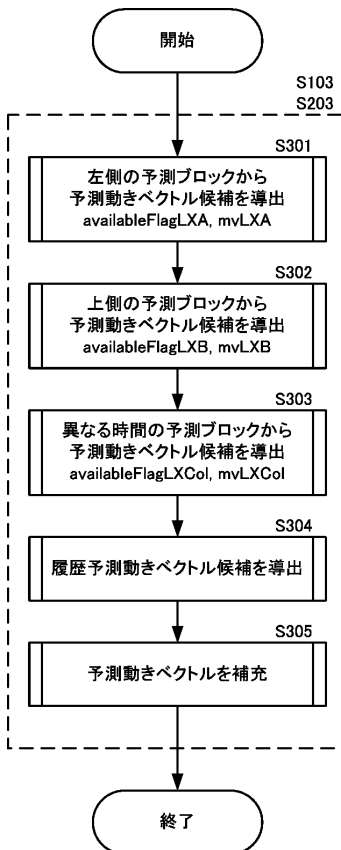 開始
S103
S203
S301
左側の予測ブロックから
予測動きベクトル候補を導出
availableFlagLXA, mvLXA
S302
上側の予測ブロックから
予測動きベクトル候補を導出
availableFlagLXB, mvLXB
S303
異なる時間の予測ブロックから
予測動きベクトル候補を導出
availableFlagLXCol, mvLXCol
S304
履歴予測動きベクトル候補を導出
S305
予測動きベクトルを補充
終了